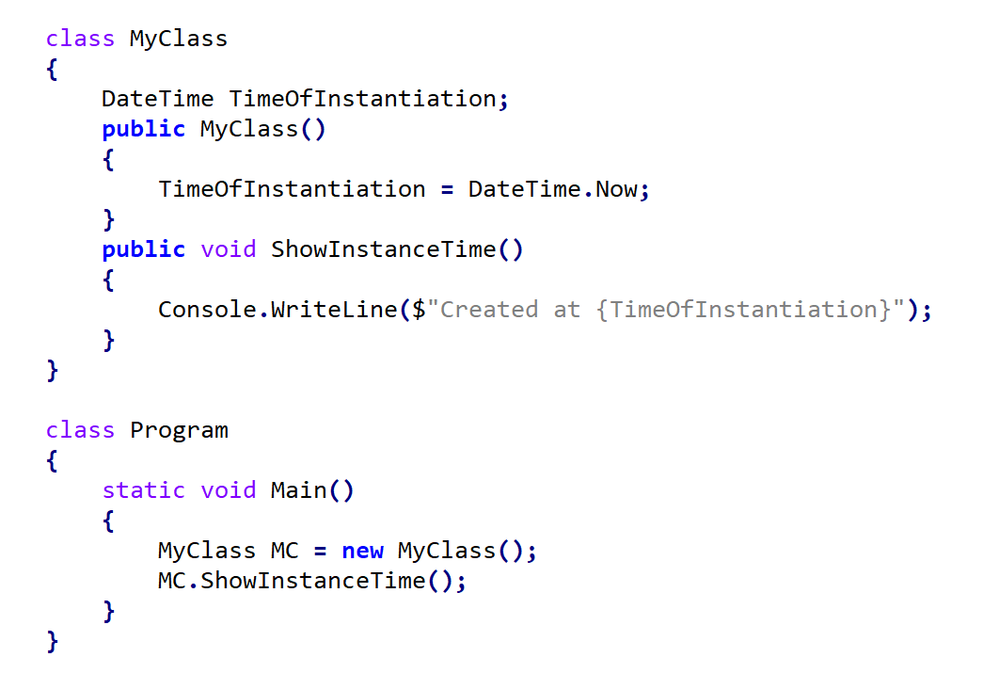 class MyClass
{
    DateTime TimeOfInstantiation;
    public MyClass()
    {
        TimeOfInstantiation = DateTime.Now;
    }
    public void ShowInstanceTime()
    {
        Console.WriteLine($"Created at {TimeOfInstantiation}");
    }
}

class Program
{
    static void Main()
    {
        MyClass MC = new MyClass();
        MC.ShowInstanceTime();
    }
}